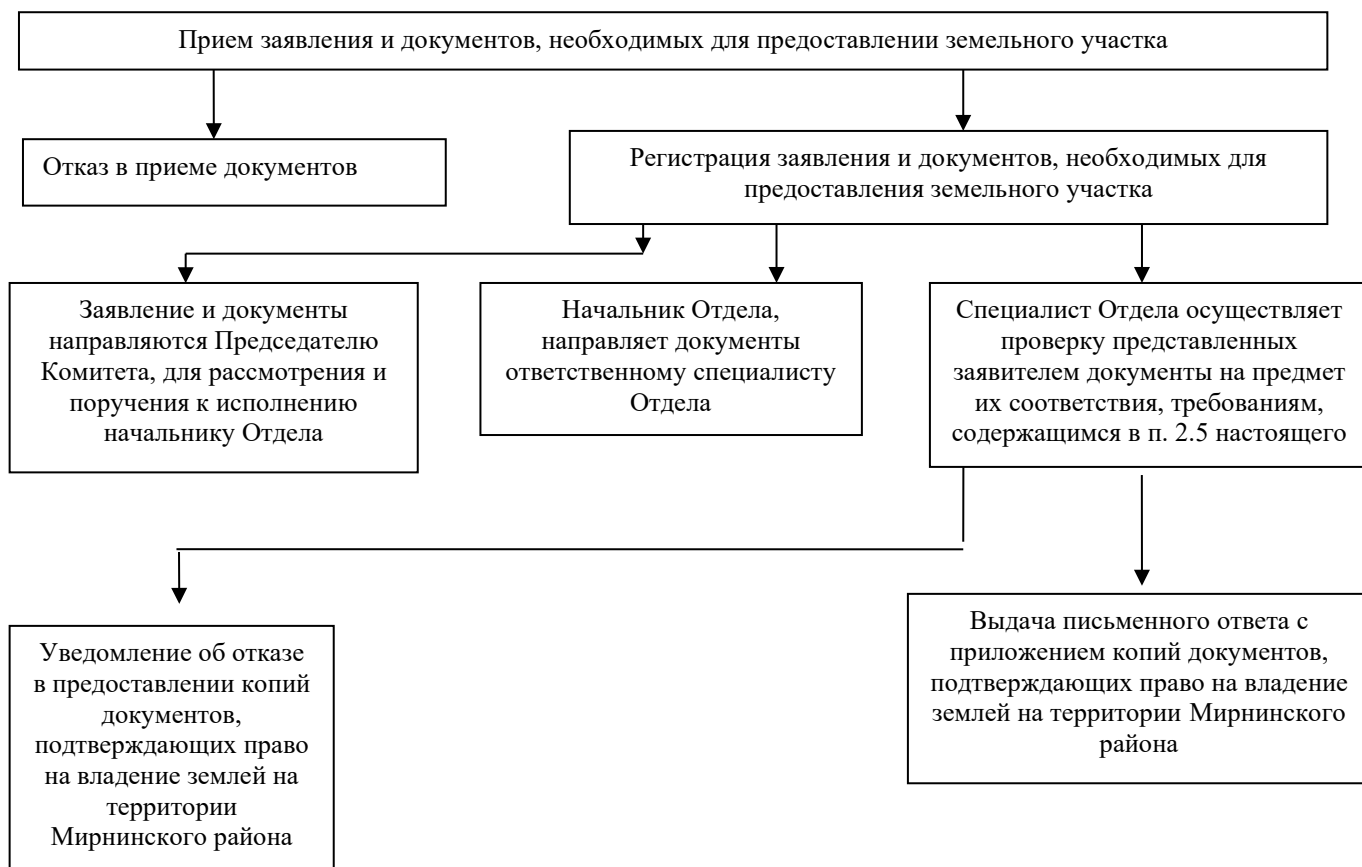 Прием заявления и документов, необходимых для предоставлении земельного участка
Отказ в приеме документов
Регистрация заявления и документов, необходимых для
предоставления земельного участка
Заявление и документы
направляются Председателю
Комитета, для рассмотрения и
поручения к исполнению
начальнику Отдела
Начальник Отдела,
направляет документы
ответственному специалисту
Отдела
Специалист Отдела осуществляет
проверку представленных
заявителем документы на предмет
их соответствия, требованиям,
содержащимся в п. 2.5 настоящего
Уведомление об отказе
в предоставлении копий
документов,
подтверждающих право
на владение землей на
территории
Мирнинского района
Выдача письменного ответа с
приложением копий документов,
подтверждающих право на владение
землей на территории Мирнинского
района